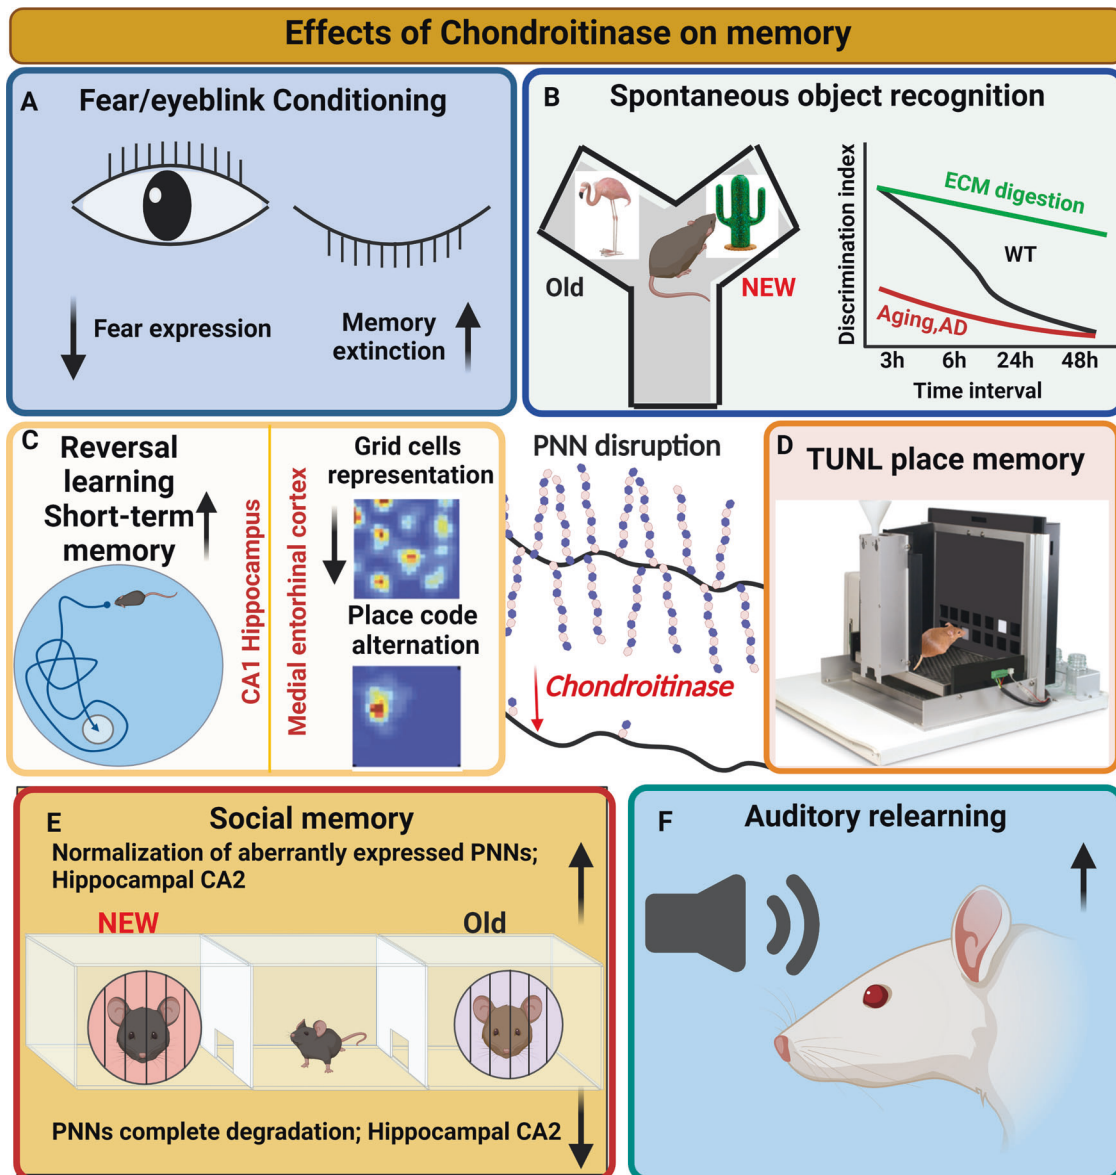 Effects of Chondroitinase on memory
A
Fear/eyeblink Conditioning
Fear expression
Memory
extinction
B
Spontaneous object recognition
Old
NEW
Discrimination index
ECM digestion
WT
Aging,AD
3h 6h 24h 48h
Time interval
C
Reversal
learning
Short-term
memory
CA1 Hippocampus
Medial entorhinal cortex
Grid cells
representation
Place code
alternation
PNN disruption
Chondroitinase
D
TUNL place memory
E
Social memory
Normalization of aberrantly expressed PNNs;
Hippocampal CA2
NEW
Old
PNNs complete degradation; Hippocampal CA2
F
Auditory relearning